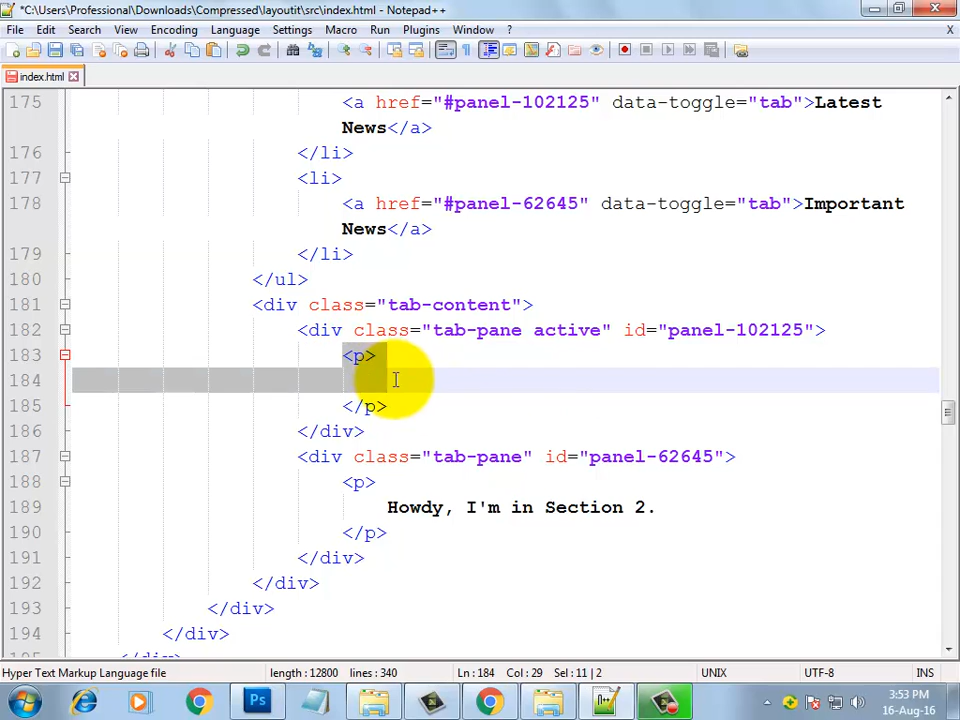 *C:\Users\Professional\Downloads\Compressed\layoutit\src\index.html - Notepad++
File Edit Search View Encoding Language Settings Macro Run Plugins Window ? X
index.html
175 <a href="#panel-102125" data-toggle="tab">Latest
News</a>
176 </li>
177 <li>
178 <a href="#panel-62645" data-toggle="tab">Important
News</a>
179 </li>
180 </ul>
181 <div class="tab-content">
182 <div class="tab-pane active" id="panel-102125">
183 <p>
184
185 </p>
186 </div>
187 <div class="tab-pane" id="panel-62645">
188 <p>
189 Howdy, I'm in Section 2.
190 </p>
191 </div>
192 </div>
193 </div>
194 </div>
195 </div>
Hyper Text Markup Language file length : 12800 lines : 340 Ln : 184 Col : 29 Sel : 11 | 2 UNIX UTF-8 INS
Ps
3:53 PM
16-Aug-16